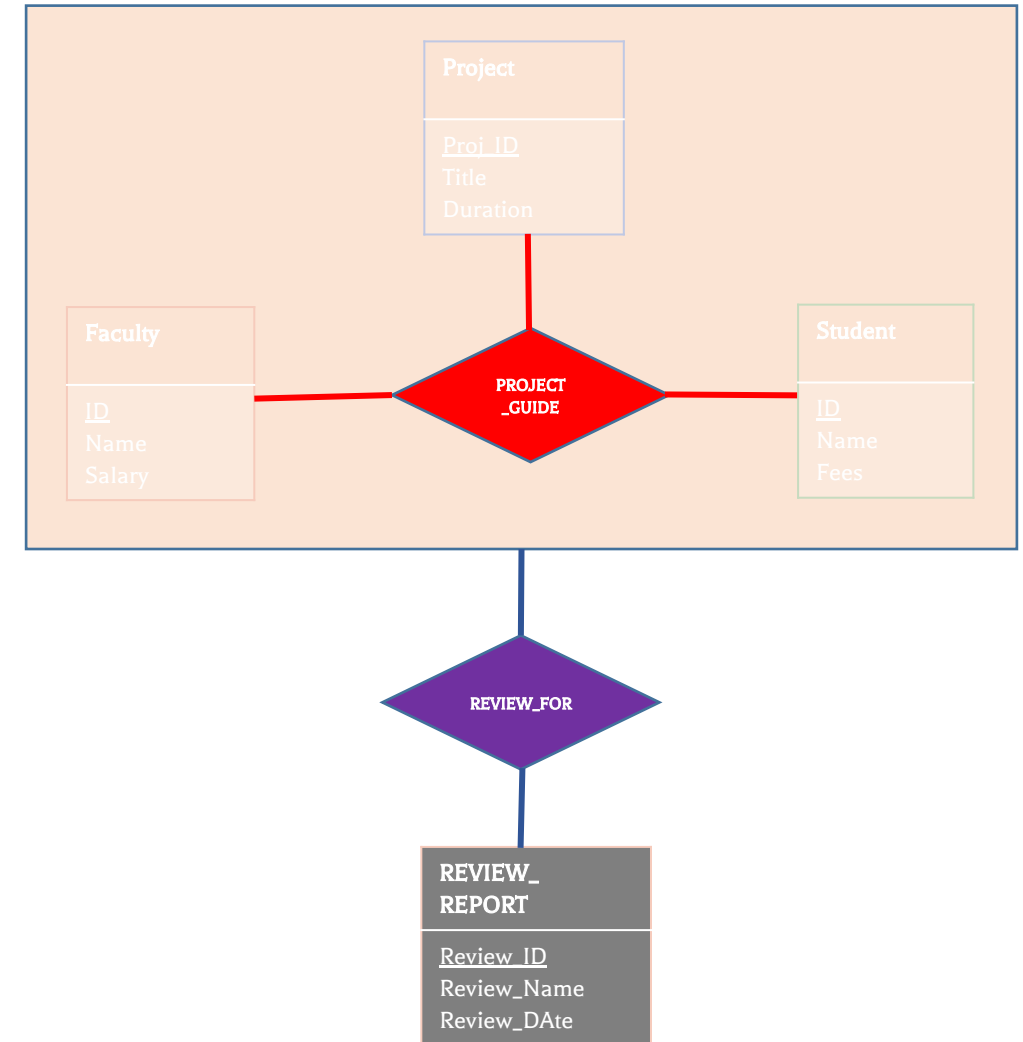 Project
Proj_ID
Title
Duration
Faculty
ID
Name
Salary
PROJECT
_GUIDE
Student
ID
Name
Fees
REVIEW_FOR
REVIEW_
REPORT
Review_ID
Review_Name
Review_DAte